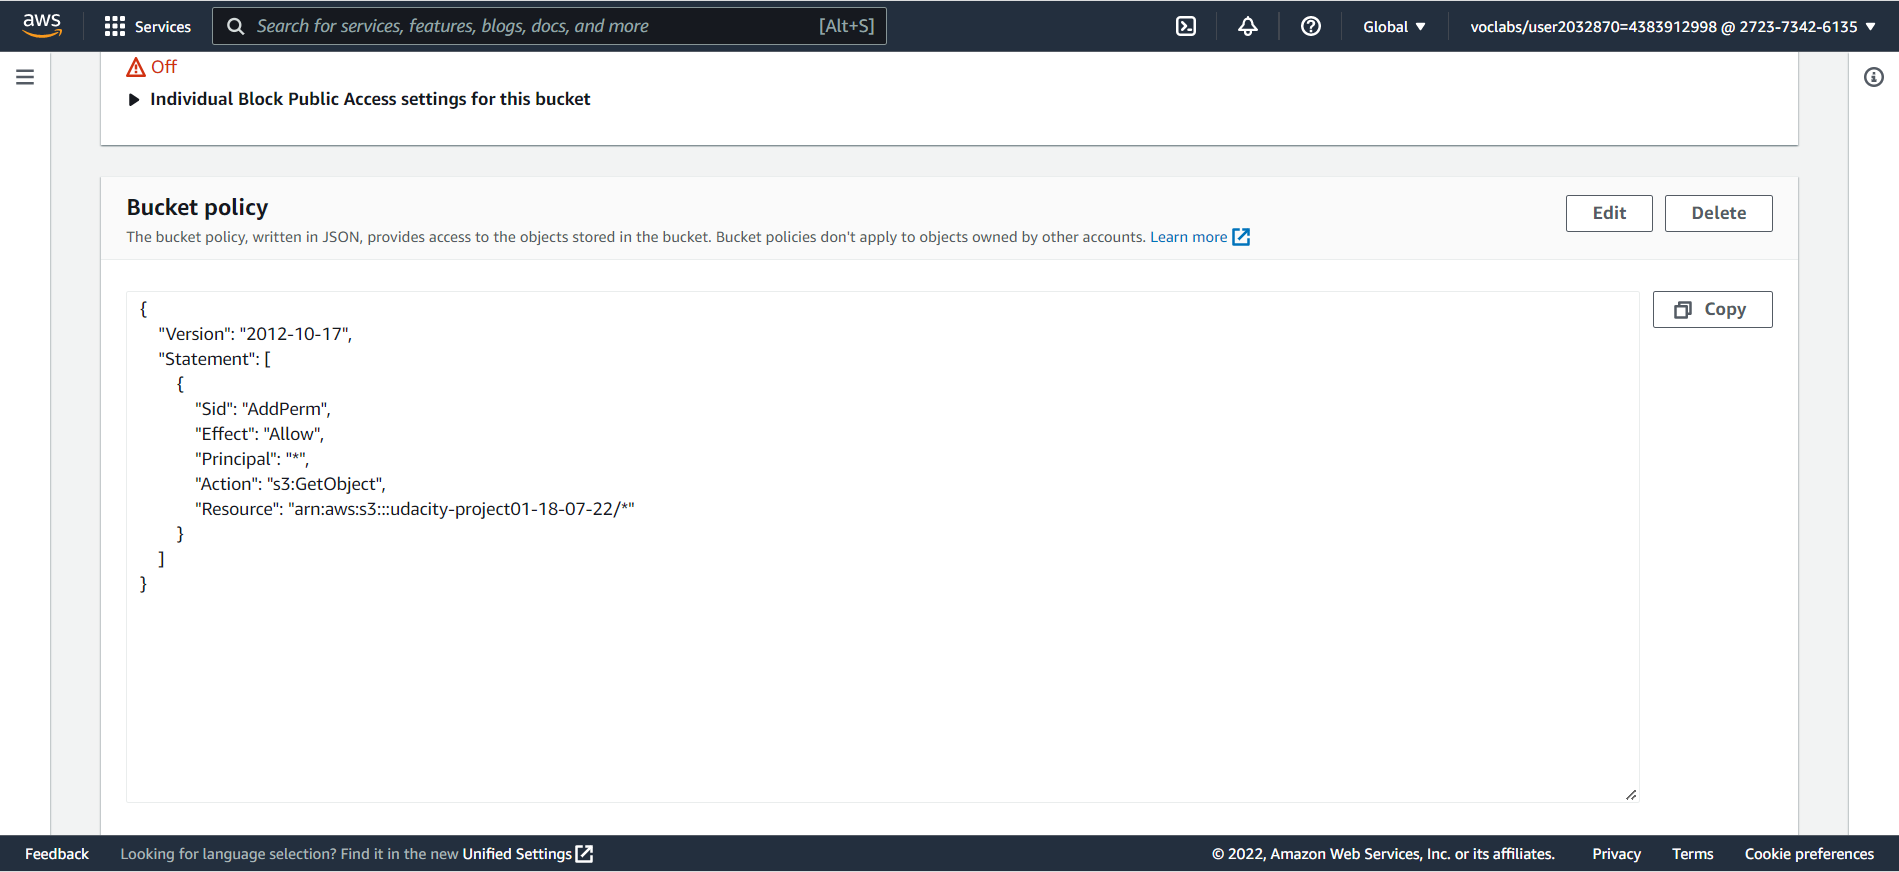 aws
Services
Search for services, features, blogs, docs, and more
[Alt+S]
Global
voclabs/user2032870=4383912998 @ 2723-7342-6135
Off
Individual Block Public Access settings for this bucket
Bucket policy
Edit
Delete
The bucket policy, written in JSON, provides access to the objects stored in the bucket. Bucket policies don't apply to objects owned by other accounts. Learn more
Copy
{
"Version": "2012-10-17",
"Statement": [
{
"Sid": "AddPerm",
"Effect": "Allow",
"Principal": "*",
"Action": "s3:GetObject",
"Resource": "arn:aws:s3:::udacity-project01-18-07-22/*"
}
]
}
Feedback
Looking for language selection? Find it in the new Unified Settings
© 2022, Amazon Web Services, Inc. or its affiliates.
Privacy
Terms
Cookie preferences